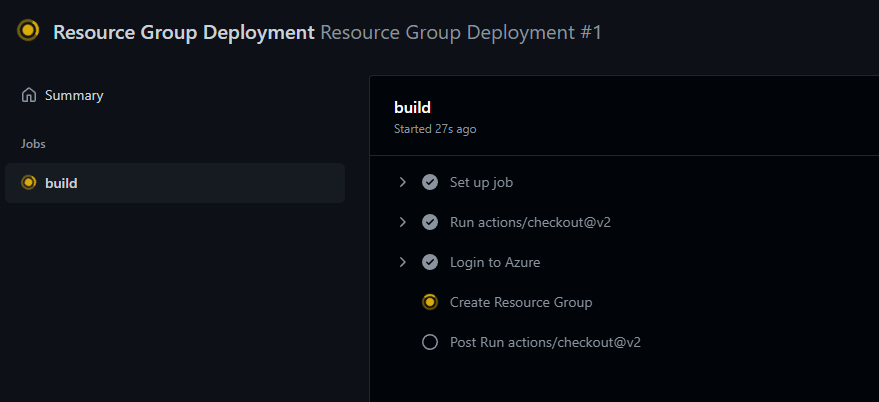 Resource Group Deployment Resource Group Deployment #1
Summary
Jobs
build
build
Started 27s ago
Set up job
Run actions/checkout@v2
Login to Azure
Create Resource Group
Post Run actions/checkout@v2